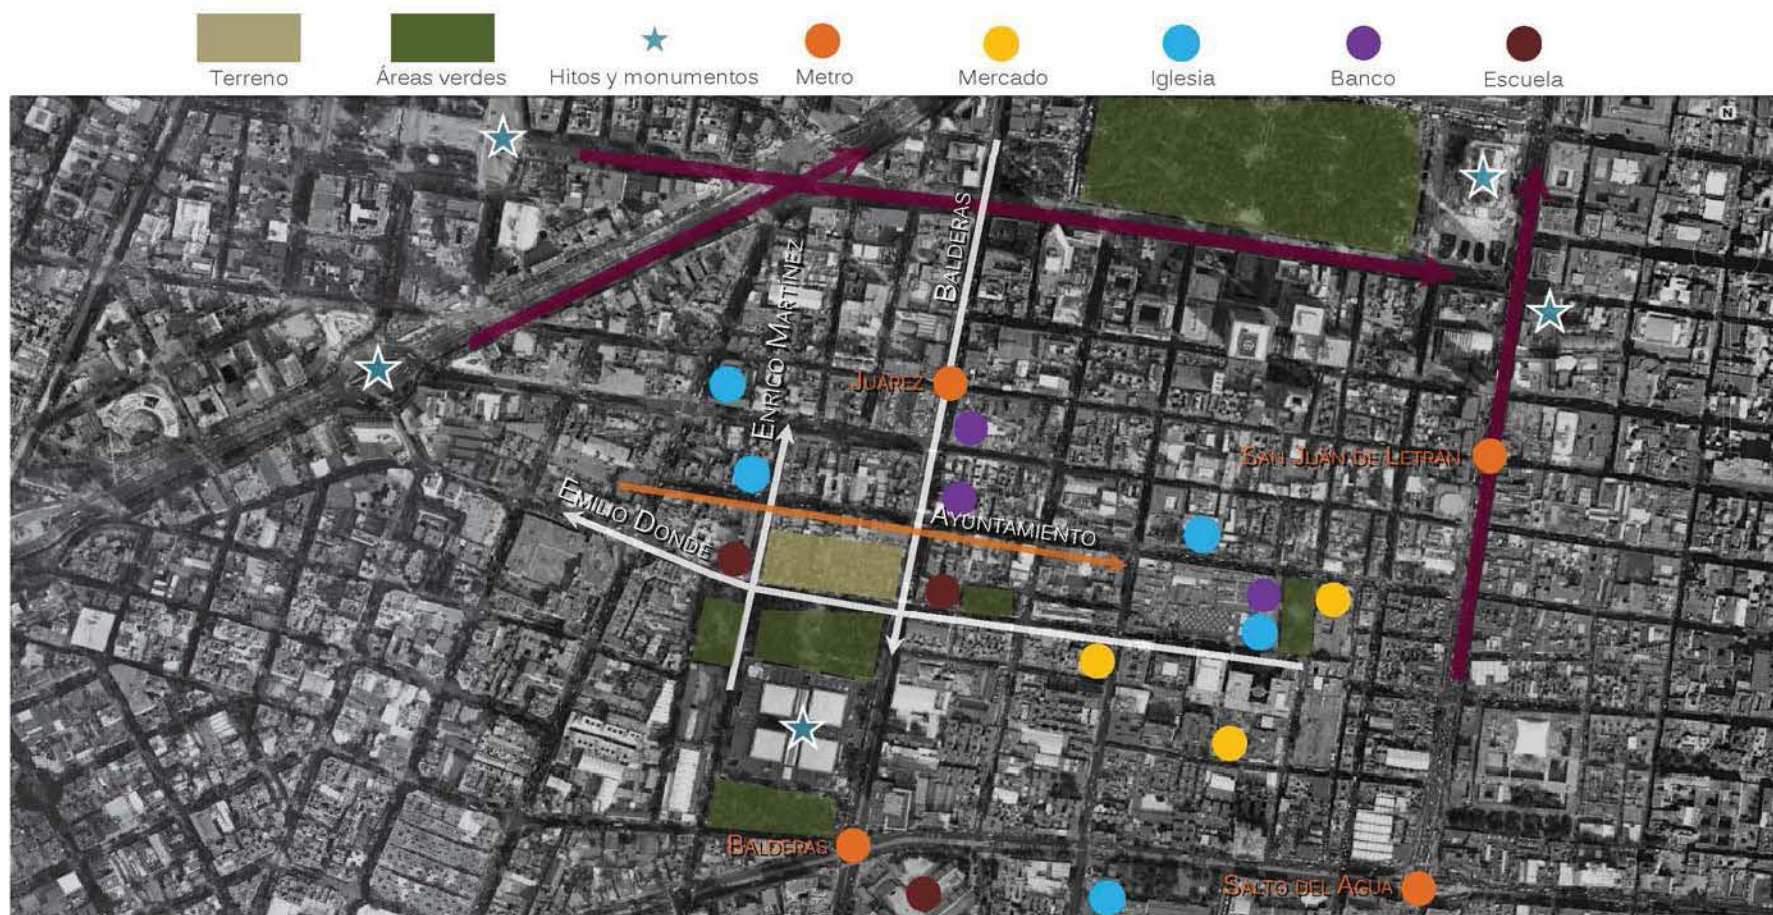 Terreno
Áreas verdes
Hitos y monumentos
Metro
Mercado
Iglesia
Banco
Escuela
N
BALDERAS
ENRICO MARTINEZ
JUÁREZ
SAN JUAN DE LETRÁN
EMILIO DONDE
AYUNTAMIENTO
BALDERAS
SALTO DEL AGUA